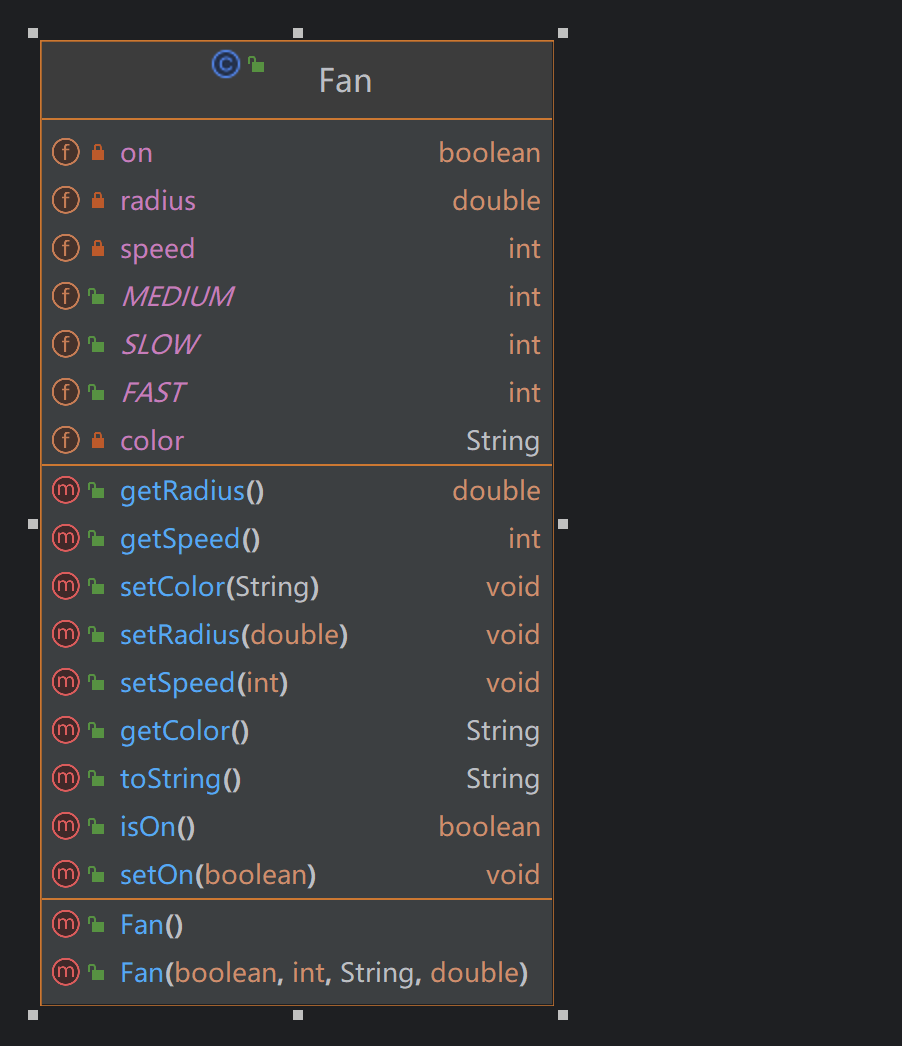 Fan
on boolean
radius double
speed int
MEDIUM int
SLOW int
FAST int
color String
getRadius() double
getSpeed() int
setColor(String) void
setRadius(double) void
setSpeed(int) void
getColor() String
toString() String
isOn() boolean
setOn(boolean) void
Fan()
Fan(boolean, int, String, double)